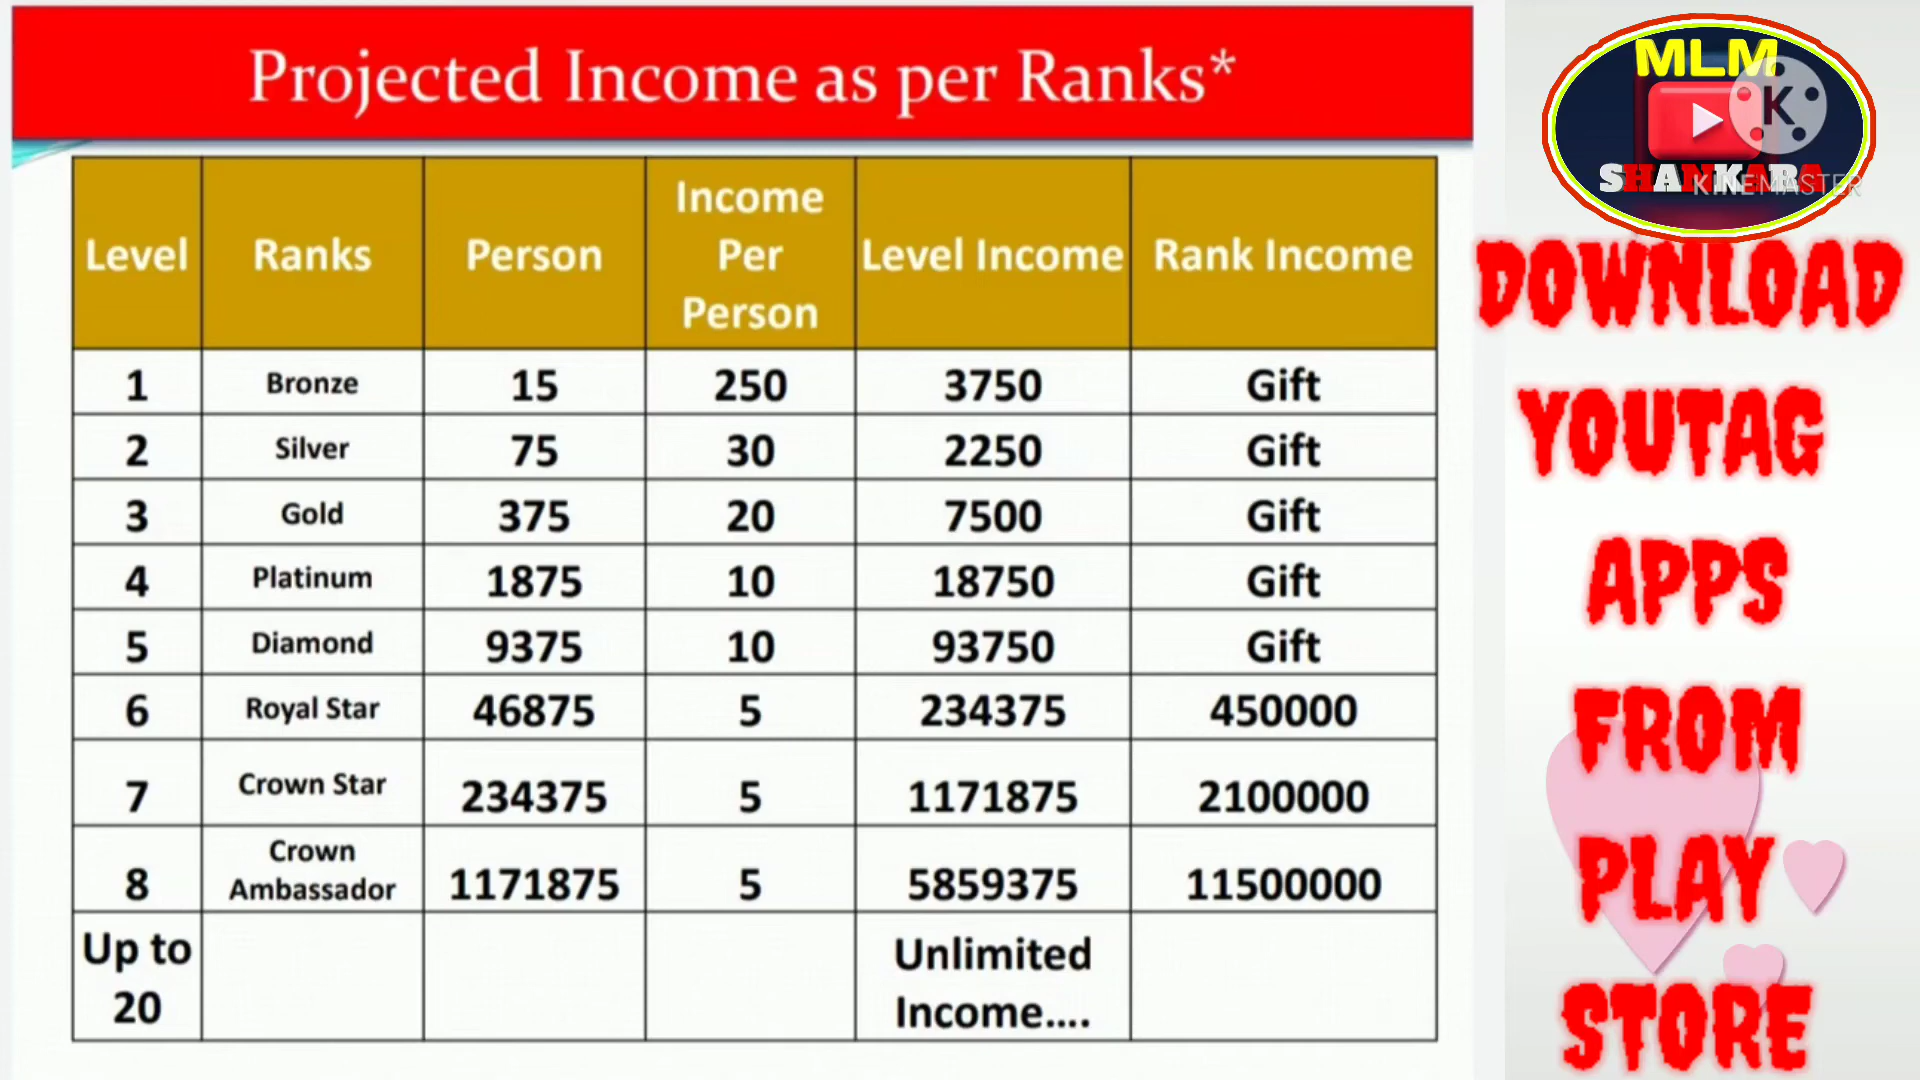 Projected Income as per Ranks*
Level Ranks Person Income Per Person Level Income Rank Income
1 Bronze 15 250 3750 Gift
2 Silver 75 30 2250 Gift
3 Gold 375 20 7500 Gift
4 Platinum 1875 10 18750 Gift
5 Diamond 9375 10 93750 Gift
6 Royal Star 46875 5 234375 450000
7 Crown Star 234375 5 1171875 2100000
8 Crown Ambassador 1171875 5 5859375 11500000
Up to 20 Unlimited Income....
MLM
K
SHANKAR
KINEMASTER
DOWNLOAD
YOUTAG
APPS
FROM
PLAY
STORE